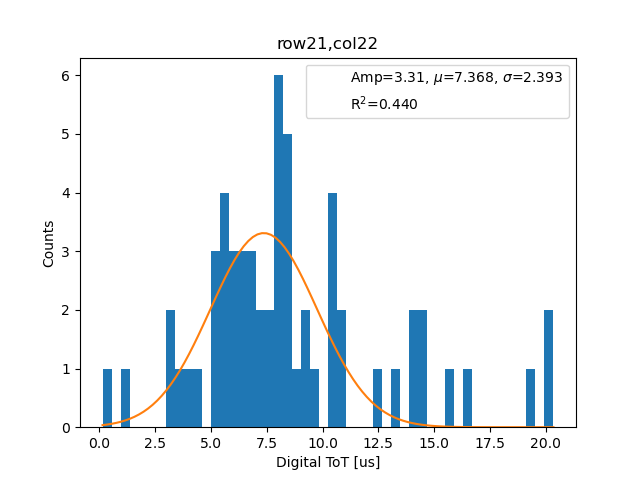 row21,col22
Amp=3.31, μ=7.368, σ=2.393
R²=0.440
6
5
4
3
2
1
0
Counts
0.0 2.5 5.0 7.5 10.0 12.5 15.0 17.5 20.0
Digital ToT [us]